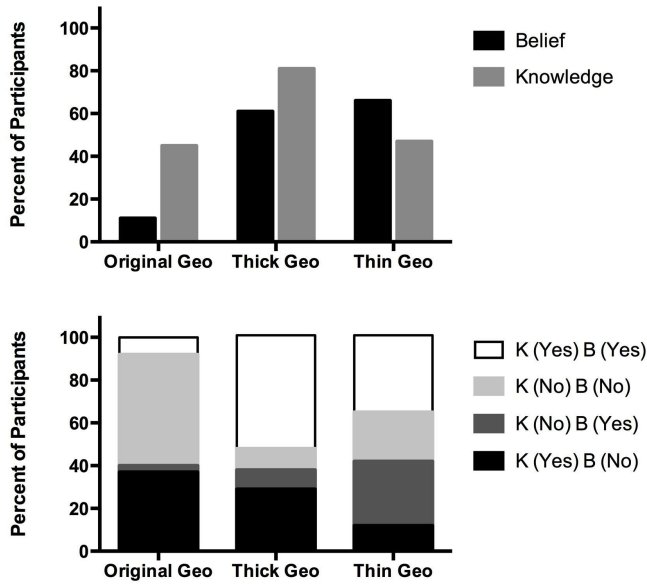 Percent of Participants
100
80
60
40
20
0
Original Geo Thick Geo Thin Geo
Belief
Knowledge
Percent of Participants
100
80
60
40
20
0
Original Geo Thick Geo Thin Geo
K (Yes) B (Yes)
K (No) B (No)
K (No) B (Yes)
K (Yes) B (No)